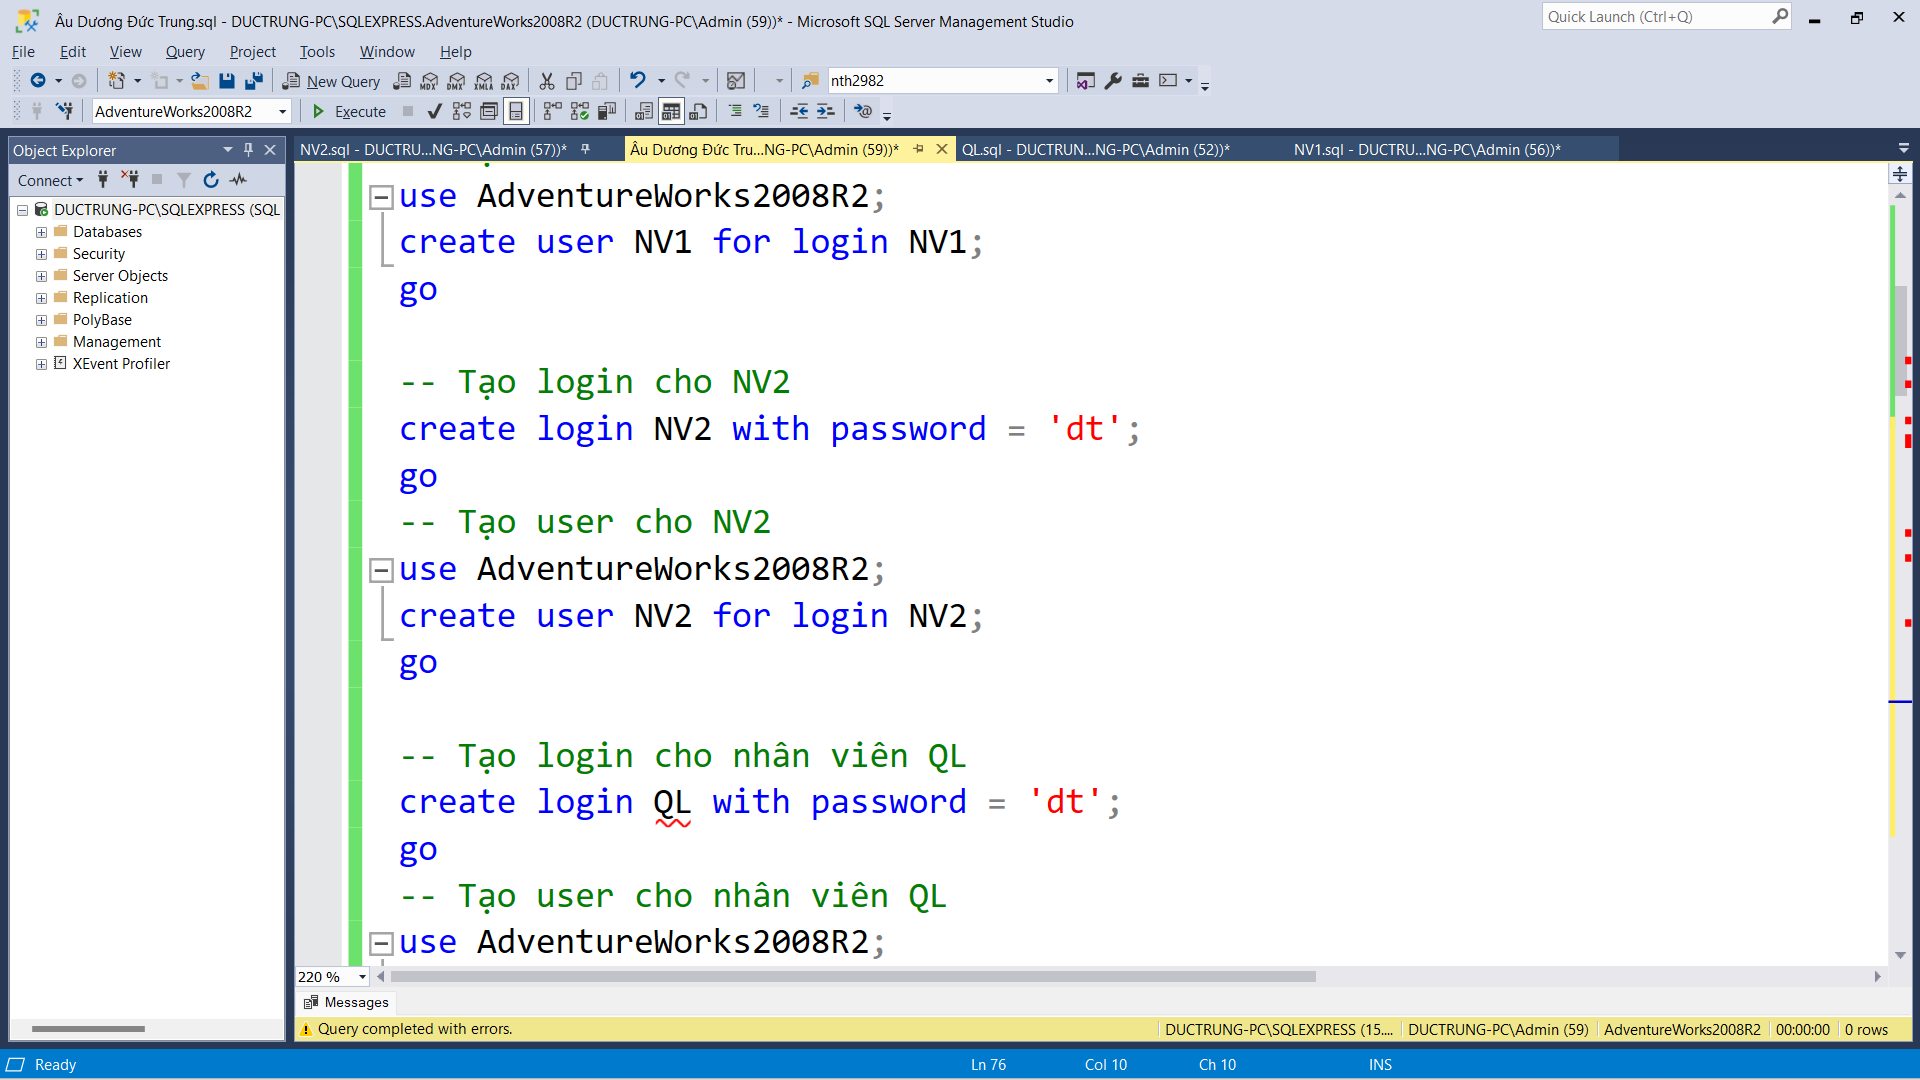 Âu Dương Đức Trung.sql - DUCTRUNG-PC\SQLEXPRESS.AdventureWorks2008R2 (DUCTRUNG-PC\Admin (59))* - Microsoft SQL Server Management Studio
Quick Launch (Ctrl+Q)
File Edit View Query Project Tools Window Help
New Query MDX DMX XMLA DAX nth2982
AdventureWorks2008R2 Execute
Object Explorer
NV2.sql - DUCTRU...NG-PC\Admin (57))* Âu Dương Đức Tru...NG-PC\Admin (59))* QL.sql - DUCTRUN...NG-PC\Admin (52))* NV1.sql - DUCTRU...NG-PC\Admin (56))*
Connect
DUCTRUNG-PC\SQLEXPRESS (SQL
Databases
Security
Server Objects
Replication
PolyBase
Management
XEvent Profiler
use AdventureWorks2008R2;
create user NV1 for login NV1;
go
-- Tạo login cho NV2
create login NV2 with password = 'dt';
go
-- Tạo user cho NV2
use AdventureWorks2008R2;
create user NV2 for login NV2;
go
-- Tạo login cho nhân viên QL
create login QL with password = 'dt';
go
-- Tạo user cho nhân viên QL
use AdventureWorks2008R2;
220 %
Messages
Query completed with errors. DUCTRUNG-PC\SQLEXPRESS (15.... DUCTRUNG-PC\Admin (59) AdventureWorks2008R2 00:00:00 0 rows
Ready Ln 76 Col 10 Ch 10 INS